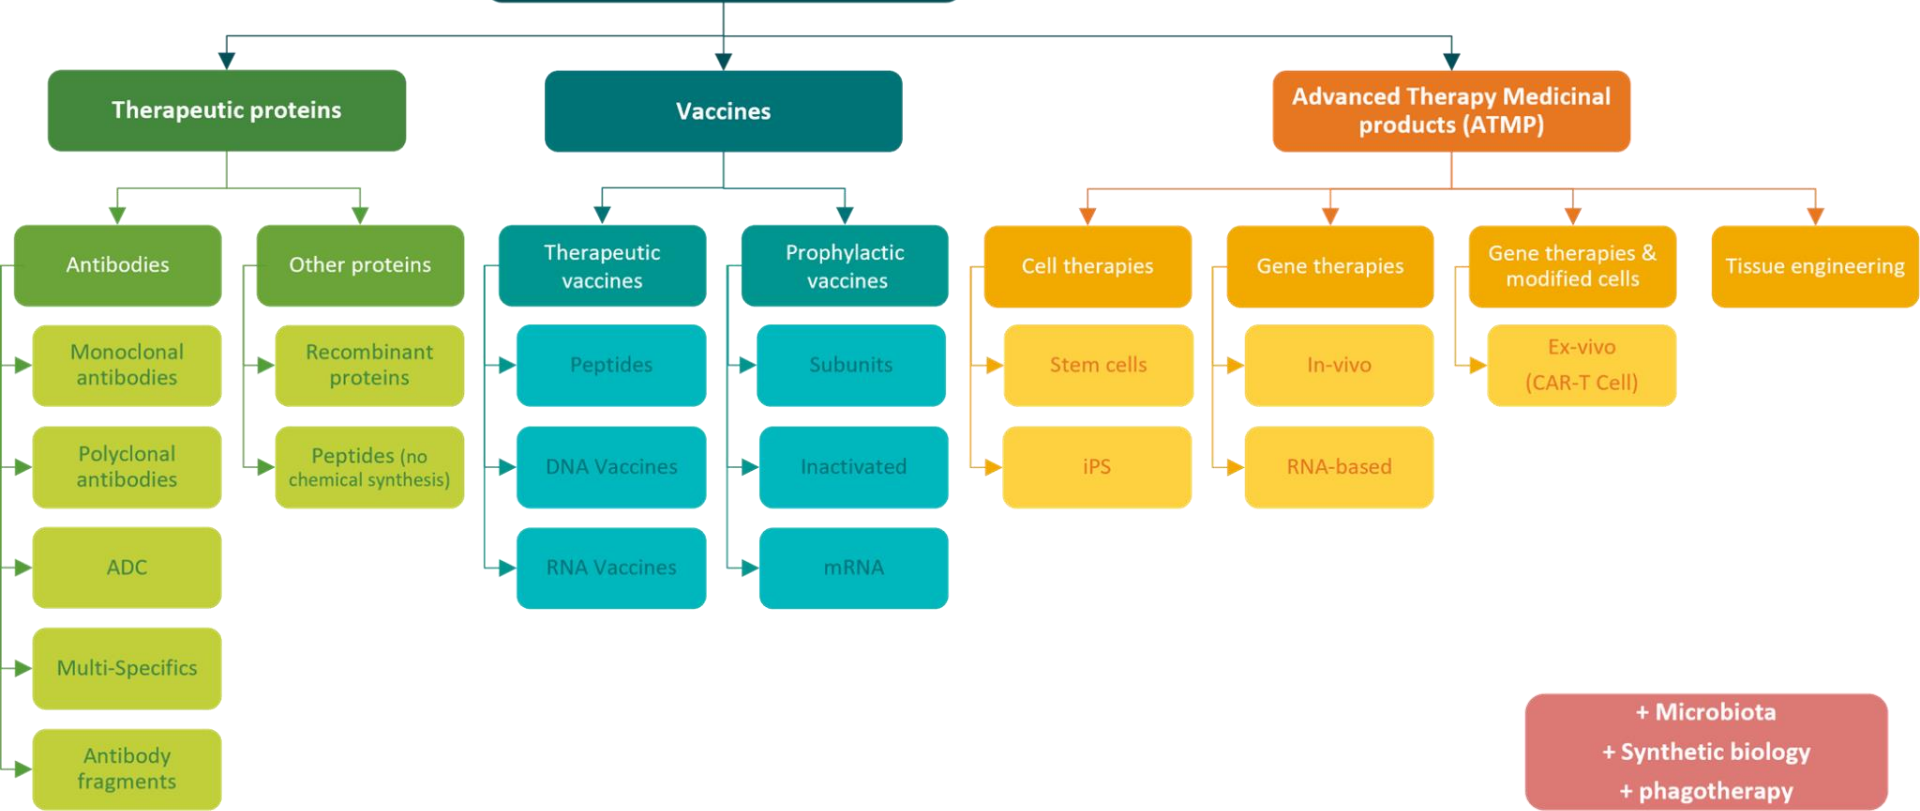 Therapeutic proteins
Vaccines
Advanced Therapy Medicinal
products (ATMP)
Antibodies
Other proteins
Therapeutic
vaccines
Prophylactic
vaccines
Cell therapies
Gene therapies
Gene therapies &
modified cells
Tissue engineering
Monoclonal
antibodies
Recombinant
proteins
Peptides
Subunits
Stem cells
In-vivo
Ex-vivo
(CAR-T Cell)
Polyclonal
antibodies
Peptides (no
chemical synthesis)
DNA Vaccines
Inactivated
iPS
RNA-based
ADC
RNA Vaccines
mRNA
Multi-Specifics
Antibody
fragments
+ Microbiota
+ Synthetic biology
+ phagotherapy